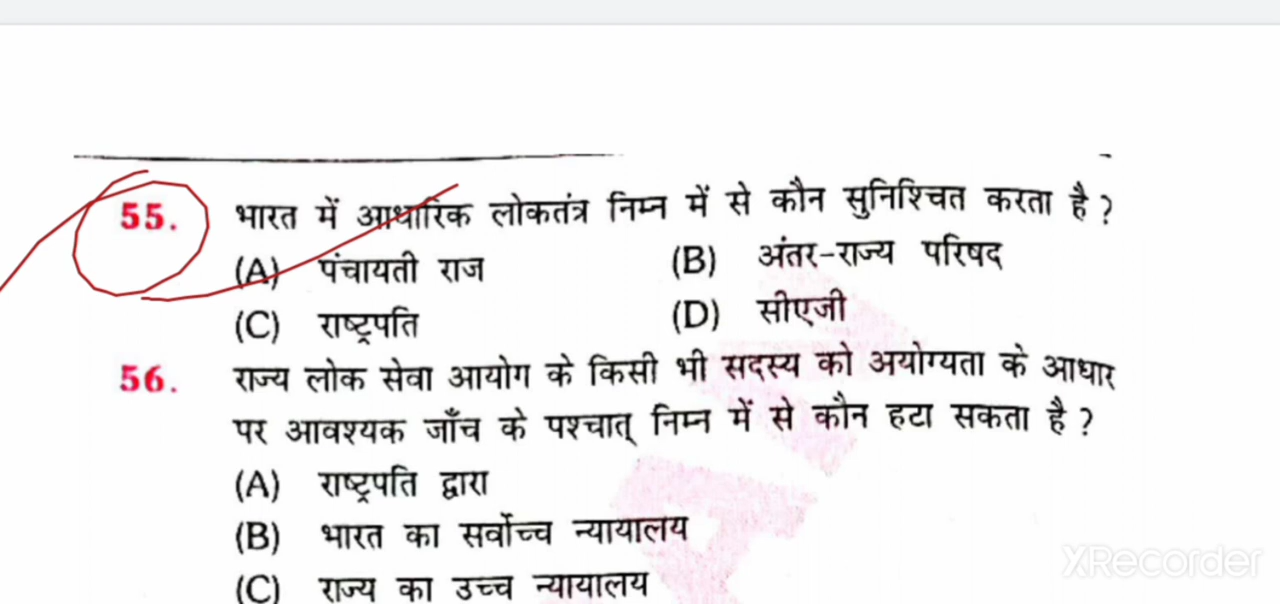 55. भारत में आधारिक लोकतंत्र निम्न में से कौन सुनिश्चित करता है ?
(A) पंचायती राज (B) अंतर-राज्य परिषद
(C) राष्ट्रपति (D) सीएजी
56. राज्य लोक सेवा आयोग के किसी भी सदस्य को अयोग्यता के आधार
पर आवश्यक जाँच के पश्चात् निम्न में से कौन हटा सकता है ?
(A) राष्ट्रपति द्वारा
(B) भारत का सर्वोच्च न्यायालय
(C) राज्य का उच्च न्यायालय
XRecorder